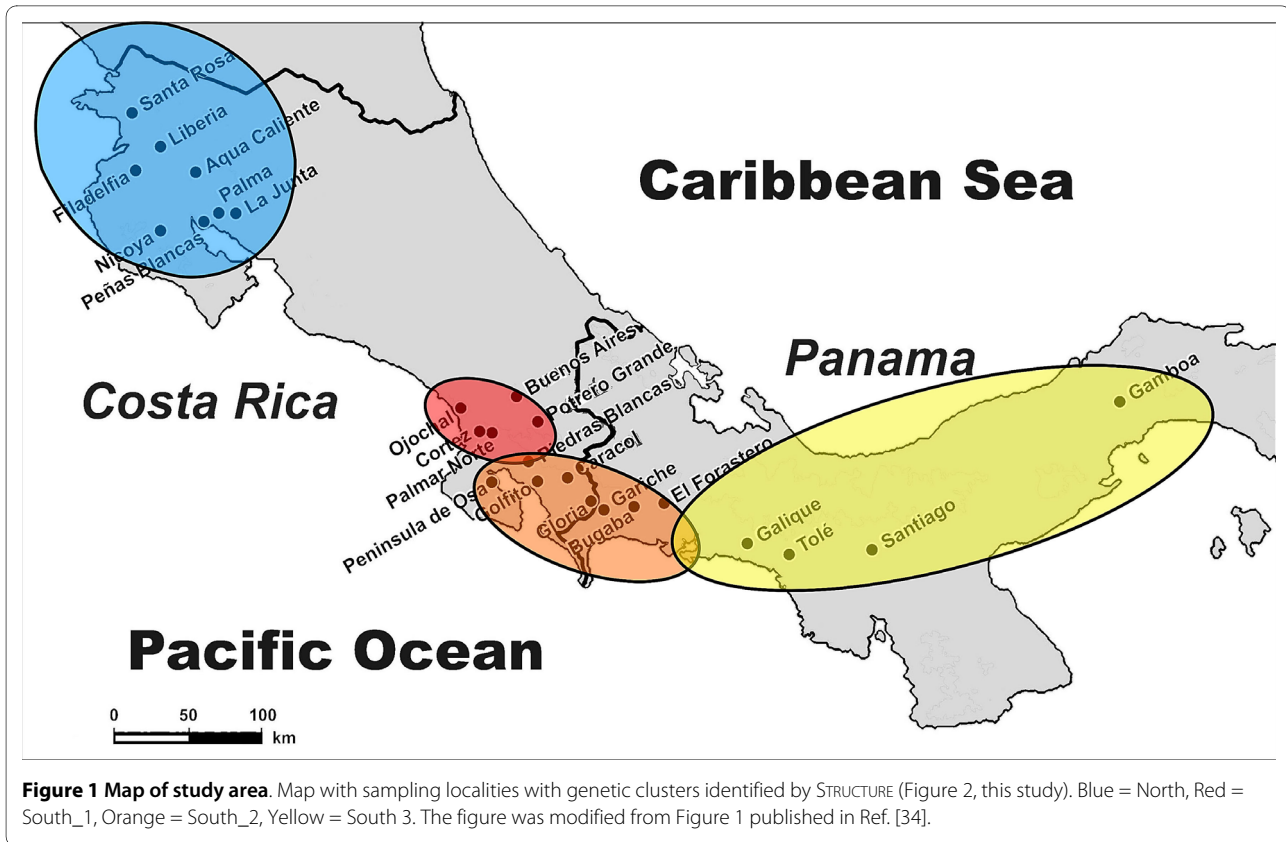 Santa Rosa
Liberia
Aqua Caliente
Filadelfia
Palma
La Junta
Nicoya
Peñas Blancas
Caribbean Sea
Panama
Costa Rica
Buenos Aires
Potrero Grande
Piedras Blancas
Ojochal
Cortez
Palmar Norte
Caracol
Peninsula de Osa
Golfito
Gloria
Gariche
Bugaba
El Forastero
Gamboa
Galique
Tolé
Santiago
Pacific Ocean
0 50 100
km
Figure 1 Map of study area. Map with sampling localities with genetic clusters identified by STRUCTURE (Figure 2, this study). Blue = North, Red =
South_1, Orange = South_2, Yellow = South 3. The figure was modified from Figure 1 published in Ref. [34].